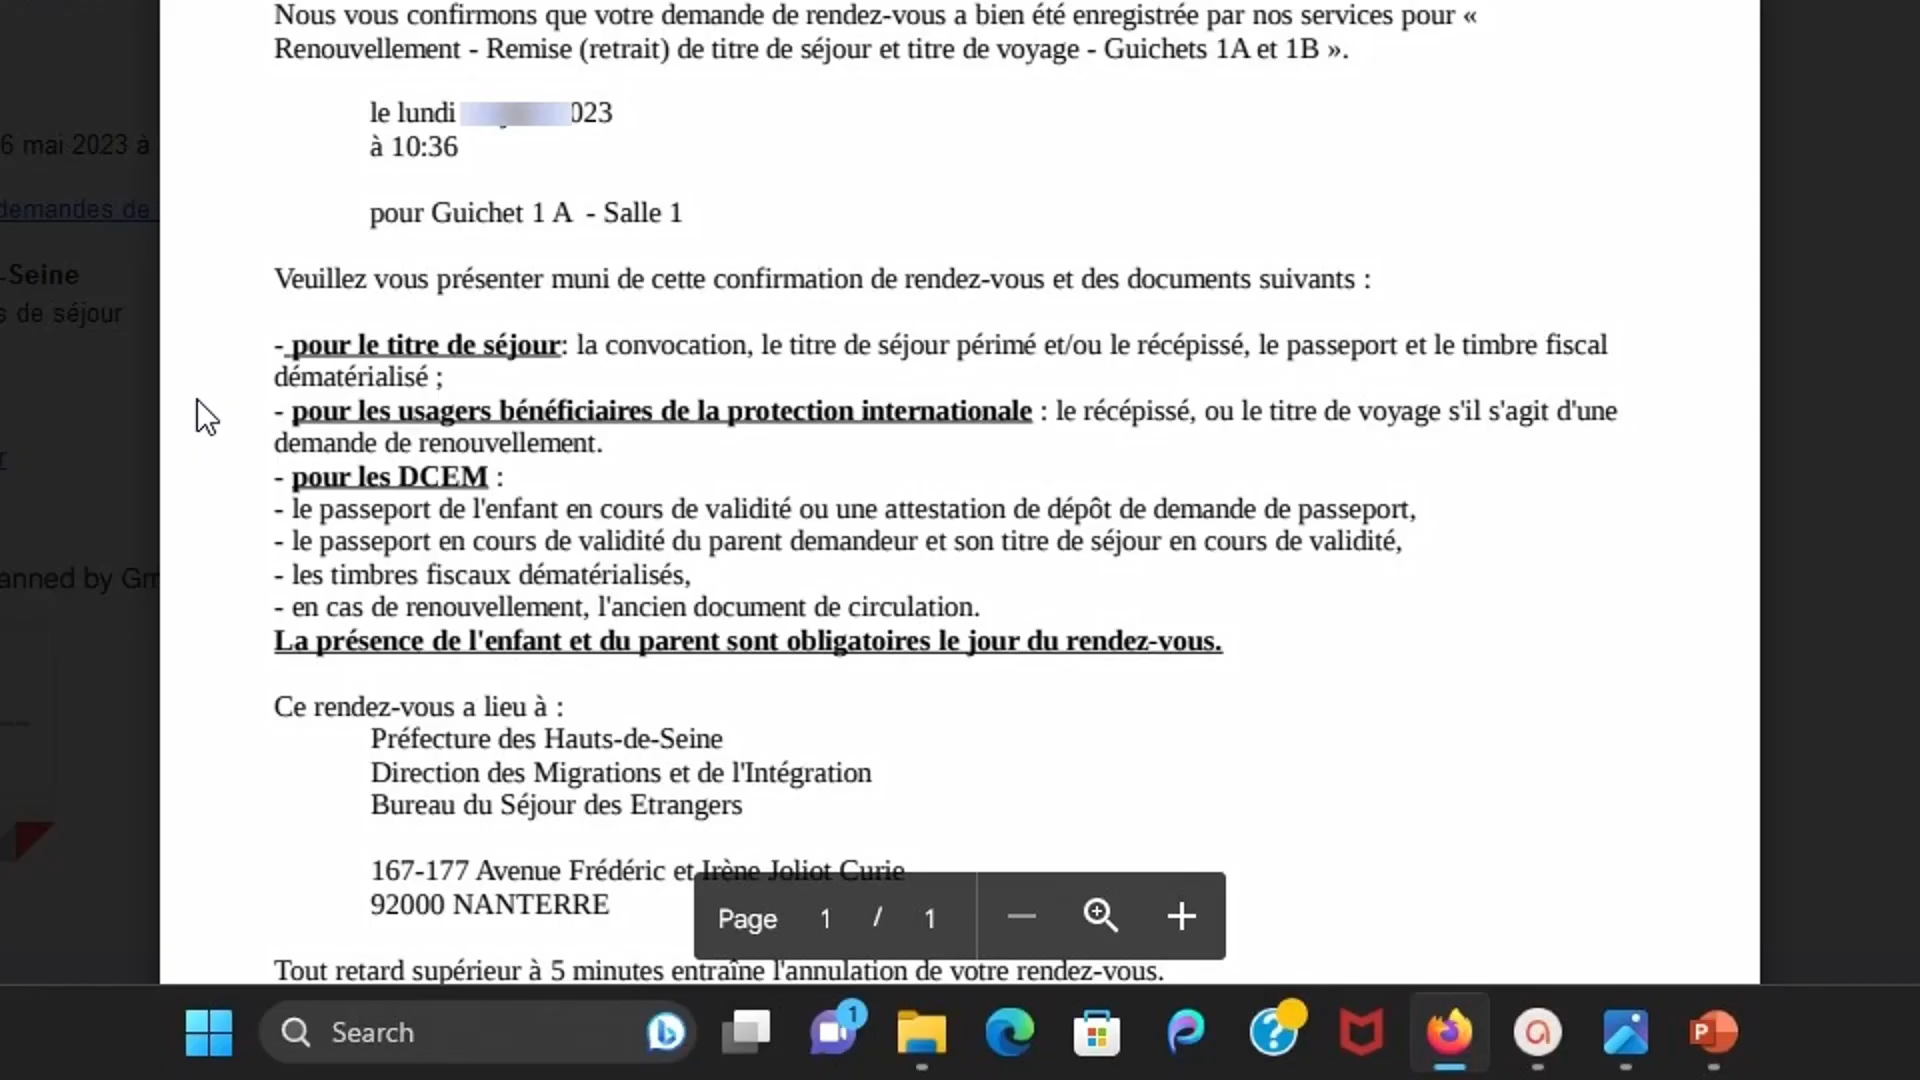 Nous vous confirmons que votre demande de rendez-vous a bien été enregistrée par nos services pour «
Renouvellement - Remise (retrait) de titre de séjour et titre de voyage - Guichets 1A et 1B ».
le lundi 023
6 mai 2023 à
à 10:36
demandes de
pour Guichet 1 A - Salle 1
-Seine
Veuillez vous présenter muni de cette confirmation de rendez-vous et des documents suivants :
s de séjour
- pour le titre de séjour: la convocation, le titre de séjour périmé et/ou le récépissé, le passeport et le timbre fiscal
dématérialisé ;
- pour les usagers bénéficiaires de la protection internationale : le récépissé, ou le titre de voyage s'il s'agit d'une
demande de renouvellement.
r
- pour les DCEM :
- le passeport de l'enfant en cours de validité ou une attestation de dépôt de demande de passeport,
- le passeport en cours de validité du parent demandeur et son titre de séjour en cours de validité,
anned by Gm
- les timbres fiscaux dématérialisés,
- en cas de renouvellement, l'ancien document de circulation.
La présence de l'enfant et du parent sont obligatoires le jour du rendez-vous.
Ce rendez-vous a lieu à :
Préfecture des Hauts-de-Seine
Direction des Migrations et de l'Intégration
Bureau du Séjour des Etrangers
167-177 Avenue Frédéric et Irène Joliot Curie
92000 NANTERRE
Page 1 / 1
Tout retard supérieur à 5 minutes entraîne l'annulation de votre rendez-vous.
Search
1